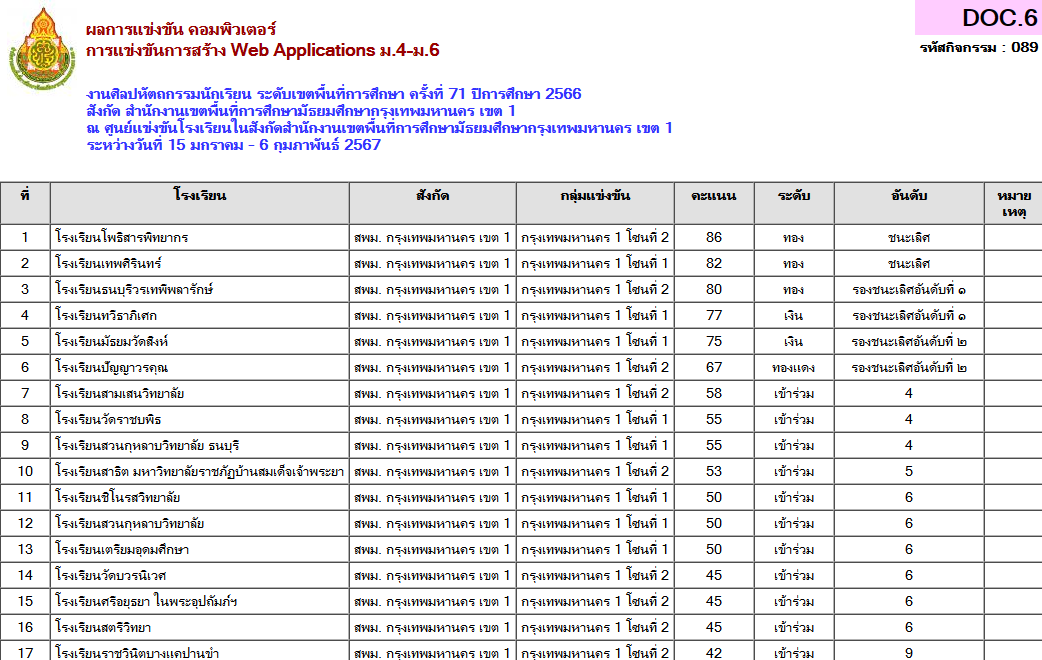 DOC.6
ผลการแข่งขัน คอมพิวเตอร์
รหัสกิจกรรม : 089
การแข่งขันการสร้าง Web Applications ม.4-ม.6
งานศิลปหัตถกรรมนักเรียน ระดับเขตพื้นที่การศึกษา ครั้งที่ 71 ปีการศึกษา 2566
สังกัด สำนักงานเขตพื้นที่การศึกษามัธยมศึกษากรุงเทพมหานคร เขต 1
ณ ศูนย์แข่งขันโรงเรียนในสังกัดสำนักงานเขตพื้นที่การศึกษามัธยมศึกษากรุงเทพมหานคร เขต 1
ระหว่างวันที่ 15 มกราคม - 6 กุมภาพันธ์ 2567
ที่ โรงเรียน สังกัด กลุ่มแข่งขัน คะแนน ระดับ อันดับ หมาย
เหตุ
1 โรงเรียนโพธิสารพิทยากร สพม. กรุงเทพมหานคร เขต 1 กรุงเทพมหานคร 1 โซนที่ 2 86 ทอง ชนะเลิศ
2 โรงเรียนเทพศิรินทร์ สพม. กรุงเทพมหานคร เขต 1 กรุงเทพมหานคร 1 โซนที่ 1 82 ทอง ชนะเลิศ
3 โรงเรียนธนบุรีวรเทพีพลารักษ์ สพม. กรุงเทพมหานคร เขต 1 กรุงเทพมหานคร 1 โซนที่ 2 80 ทอง รองชนะเลิศอันดับที่ ๑
4 โรงเรียนทวีธาภิเศก สพม. กรุงเทพมหานคร เขต 1 กรุงเทพมหานคร 1 โซนที่ 1 77 เงิน รองชนะเลิศอันดับที่ ๑
5 โรงเรียนมัธยมวัดสิงห์ สพม. กรุงเทพมหานคร เขต 1 กรุงเทพมหานคร 1 โซนที่ 1 75 เงิน รองชนะเลิศอันดับที่ ๒
6 โรงเรียนปัญญาวรคุณ สพม. กรุงเทพมหานคร เขต 1 กรุงเทพมหานคร 1 โซนที่ 2 67 ทองแดง รองชนะเลิศอันดับที่ ๒
7 โรงเรียนสามเสนวิทยาลัย สพม. กรุงเทพมหานคร เขต 1 กรุงเทพมหานคร 1 โซนที่ 2 58 เข้าร่วม 4
8 โรงเรียนวัดราชบพิธ สพม. กรุงเทพมหานคร เขต 1 กรุงเทพมหานคร 1 โซนที่ 1 55 เข้าร่วม 4
9 โรงเรียนสวนกุหลาบวิทยาลัย ธนบุรี สพม. กรุงเทพมหานคร เขต 1 กรุงเทพมหานคร 1 โซนที่ 1 55 เข้าร่วม 4
10 โรงเรียนสาธิต มหาวิทยาลัยราชภัฏบ้านสมเด็จเจ้าพระยา สพม. กรุงเทพมหานคร เขต 1 กรุงเทพมหานคร 1 โซนที่ 2 53 เข้าร่วม 5
11 โรงเรียนชิโนรสวิทยาลัย สพม. กรุงเทพมหานคร เขต 1 กรุงเทพมหานคร 1 โซนที่ 1 50 เข้าร่วม 6
12 โรงเรียนสวนกุหลาบวิทยาลัย สพม. กรุงเทพมหานคร เขต 1 กรุงเทพมหานคร 1 โซนที่ 1 50 เข้าร่วม 6
13 โรงเรียนเตรียมอุดมศึกษา สพม. กรุงเทพมหานคร เขต 1 กรุงเทพมหานคร 1 โซนที่ 1 50 เข้าร่วม 6
14 โรงเรียนวัดบวรนิเวศ สพม. กรุงเทพมหานคร เขต 1 กรุงเทพมหานคร 1 โซนที่ 2 45 เข้าร่วม 6
15 โรงเรียนศรีอยุธยา ในพระอุปถัมภ์ฯ สพม. กรุงเทพมหานคร เขต 1 กรุงเทพมหานคร 1 โซนที่ 2 45 เข้าร่วม 6
16 โรงเรียนสตรีวิทยา สพม. กรุงเทพมหานคร เขต 1 กรุงเทพมหานคร 1 โซนที่ 2 45 เข้าร่วม 6
17 โรงเรียนราชวินิตบางแคปานขำ สพม. กรุงเทพมหานคร เขต 1 กรุงเทพมหานคร 1 โซนที่ 2 42 เข้าร่วม 9